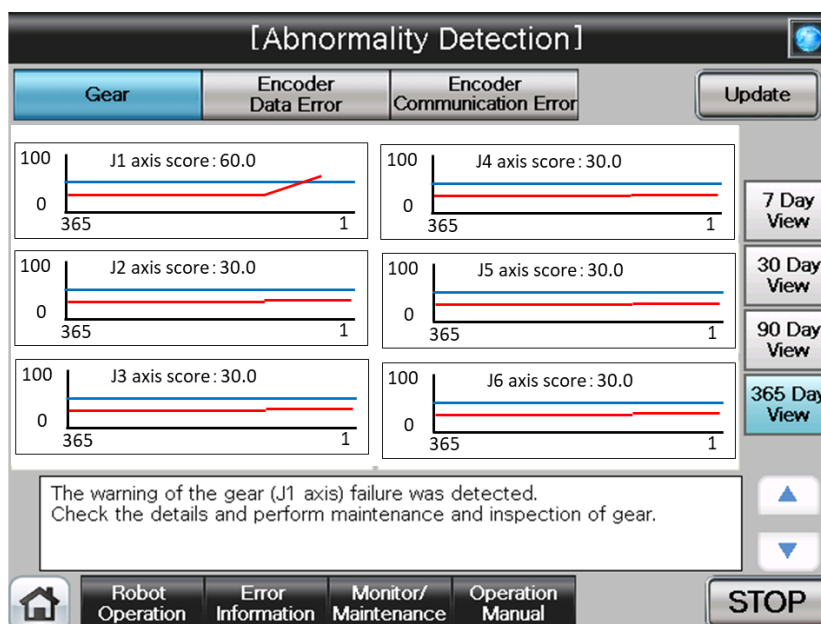 [Abnormality Detection]
Gear
Encoder
Data Error
Encoder
Communication Error
Update
100
J1 axis score:60.0
0
365
1
100
J4 axis score:30.0
0
365
1
7 Day
View
100
J2 axis score:30.0
0
365
1
100
J5 axis score:30.0
0
365
1
30 Day
View
90 Day
View
100
J3 axis score:30.0
0
365
1
100
J6 axis score:30.0
0
365
1
365 Day
View
The warning of the gear (J1 axis) failure was detected.
Check the details and perform maintenance and inspection of gear.
Robot
Operation
Error
Information
Monitor/
Maintenance
Operation
Manual
STOP